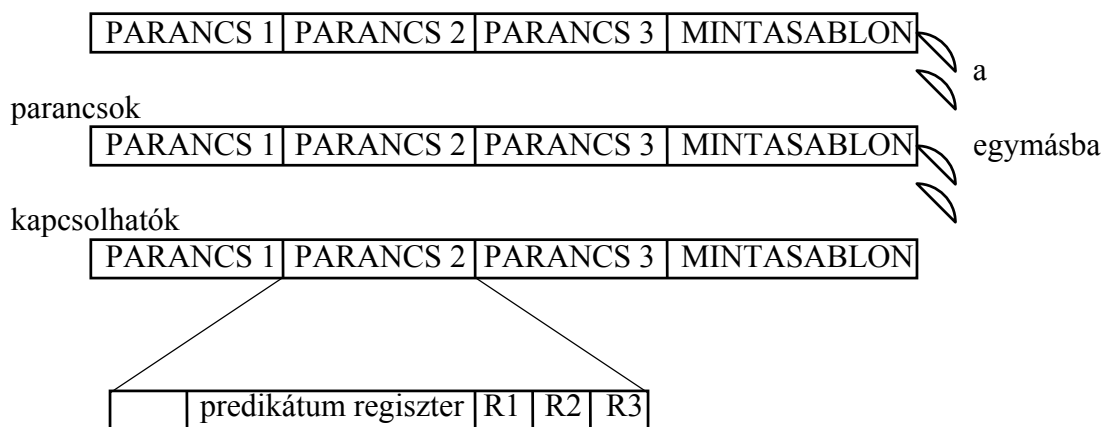 PARANCS 1 PARANCS 2 PARANCS 3 MINTASABLON
a
parancsok
PARANCS 1 PARANCS 2 PARANCS 3 MINTASABLON
egymásba
kapcsolhatók
PARANCS 1 PARANCS 2 PARANCS 3 MINTASABLON
predikátum regiszter R1 R2 R3